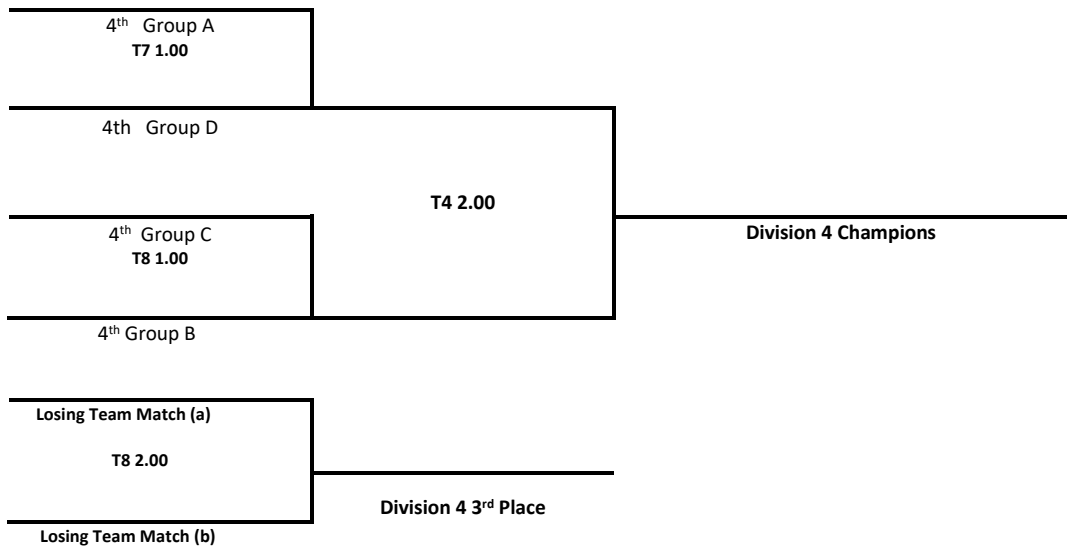 4th Group A
T7 1.00
4th Group D
T4 2.00
4th Group C
T8 1.00
Division 4 Champions
4th Group B
Losing Team Match (a)
T8 2.00
Division 4 3rd Place
Losing Team Match (b)